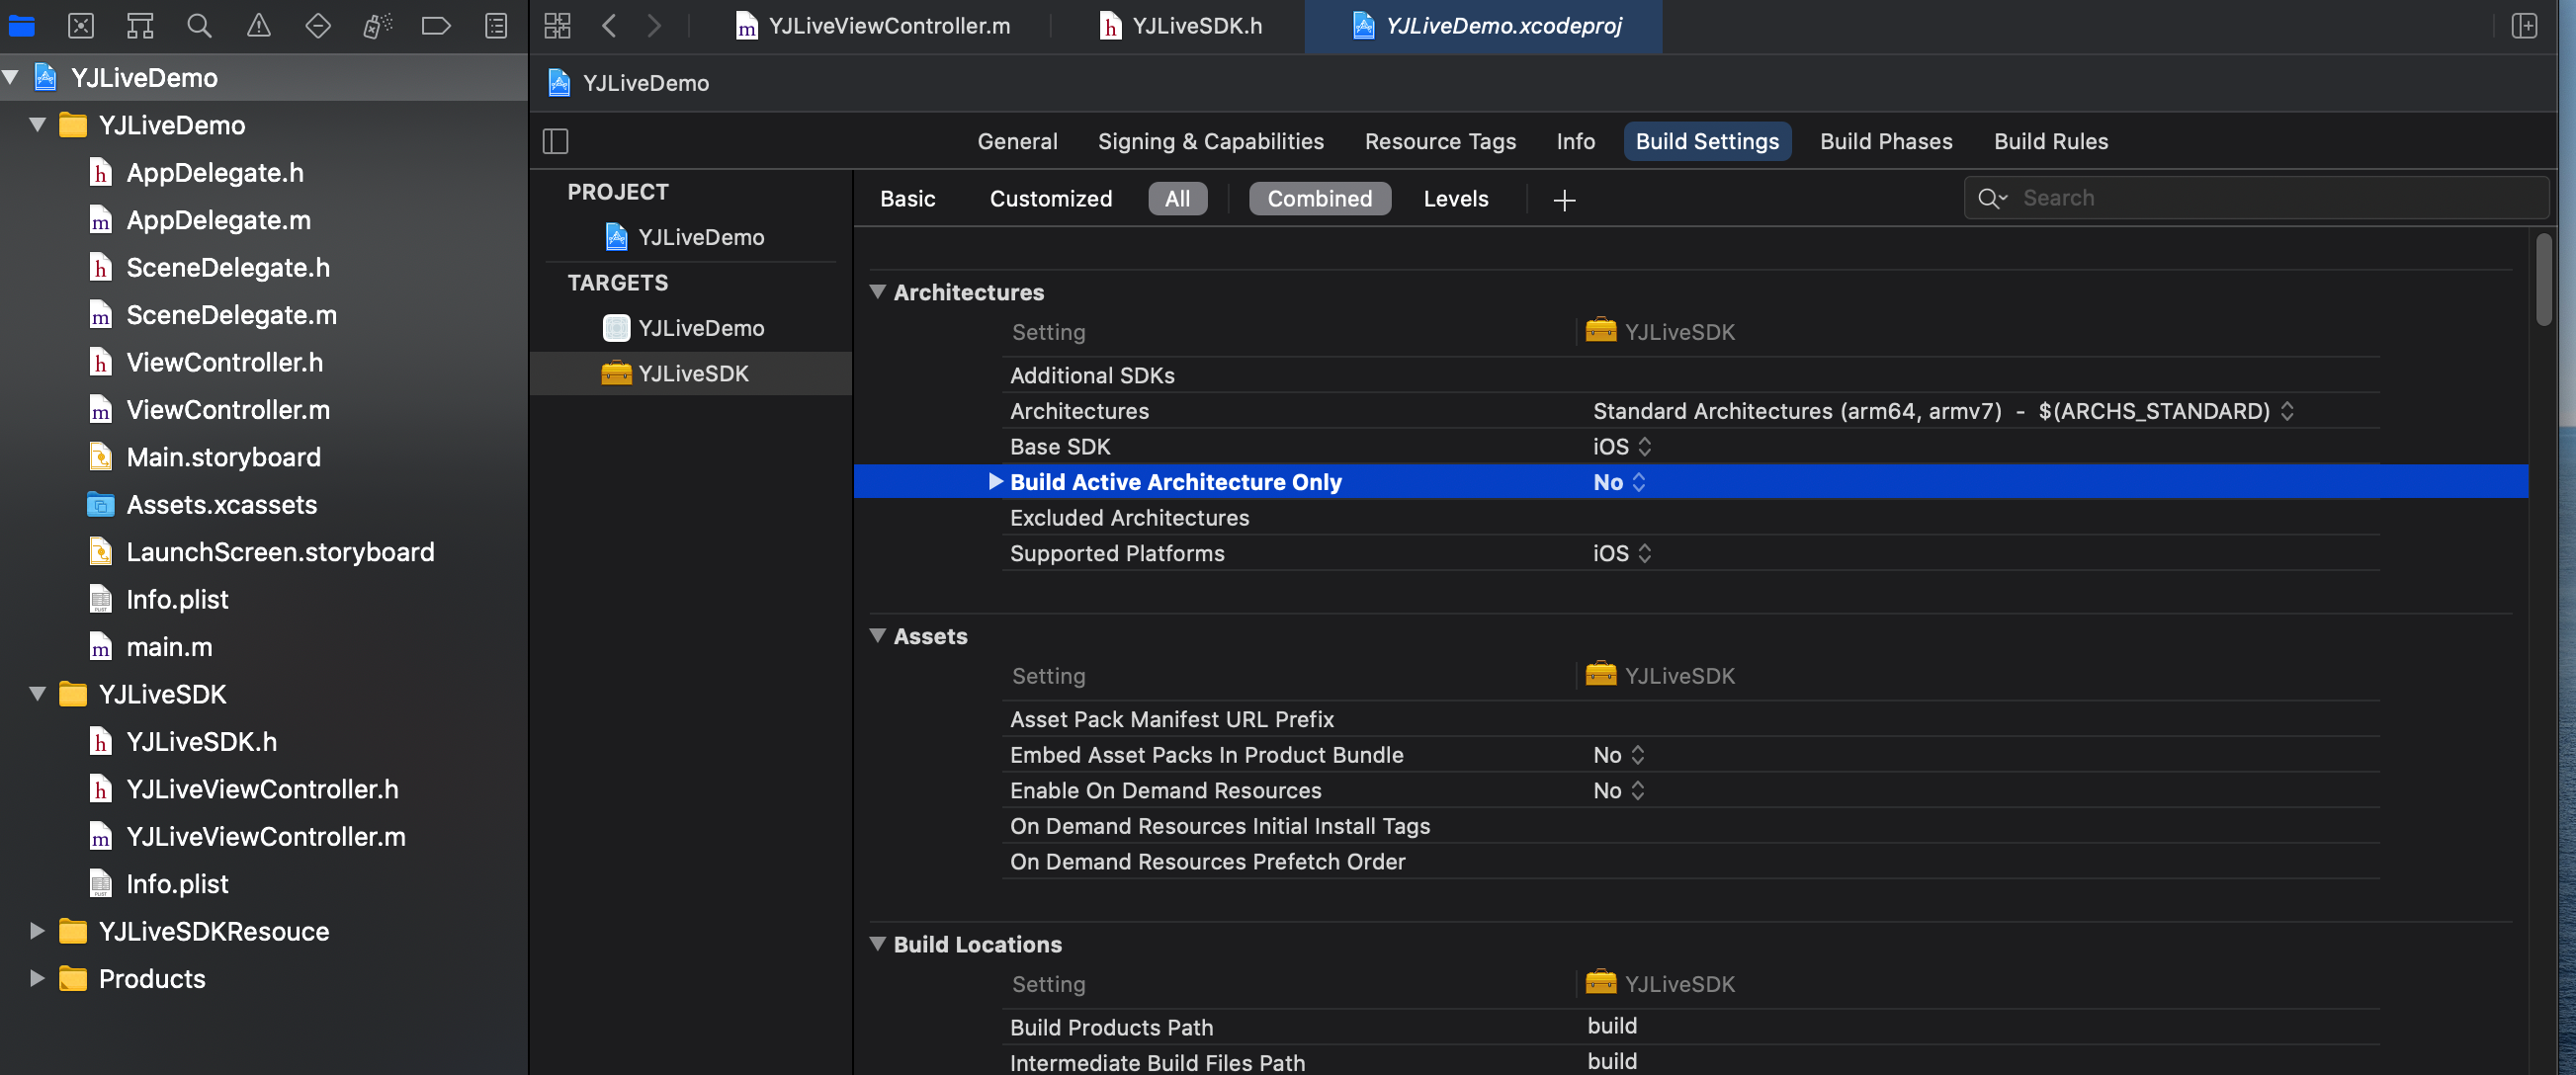 YJLiveViewController.m
YJLiveSDK.h
YJLiveDemo.xcodeproj
YJLiveDemo
YJLiveDemo
AppDelegate.h
AppDelegate.m
SceneDelegate.h
SceneDelegate.m
ViewController.h
ViewController.m
Main.storyboard
Assets.xcassets
LaunchScreen.storyboard
Info.plist
main.m
YJLiveSDK
YJLiveSDK.h
YJLiveViewController.h
YJLiveViewController.m
Info.plist
YJLiveSDKResouce
Products
YJLiveDemo
General Signing & Capabilities Resource Tags Info Build Settings Build Phases Build Rules
PROJECT
YJLiveDemo
TARGETS
YJLiveDemo
YJLiveSDK
Basic Customized All Combined Levels + Search
Architectures
Setting YJLiveSDK
Additional SDKs
Architectures Standard Architectures (arm64, armv7) - $(ARCHS_STANDARD)
Base SDK iOS
Build Active Architecture Only No
Excluded Architectures
Supported Platforms iOS
Assets
Setting YJLiveSDK
Asset Pack Manifest URL Prefix
Embed Asset Packs In Product Bundle No
Enable On Demand Resources No
On Demand Resources Initial Install Tags
On Demand Resources Prefetch Order
Build Locations
Setting YJLiveSDK
Build Products Path build
Intermediate Build Files Path build